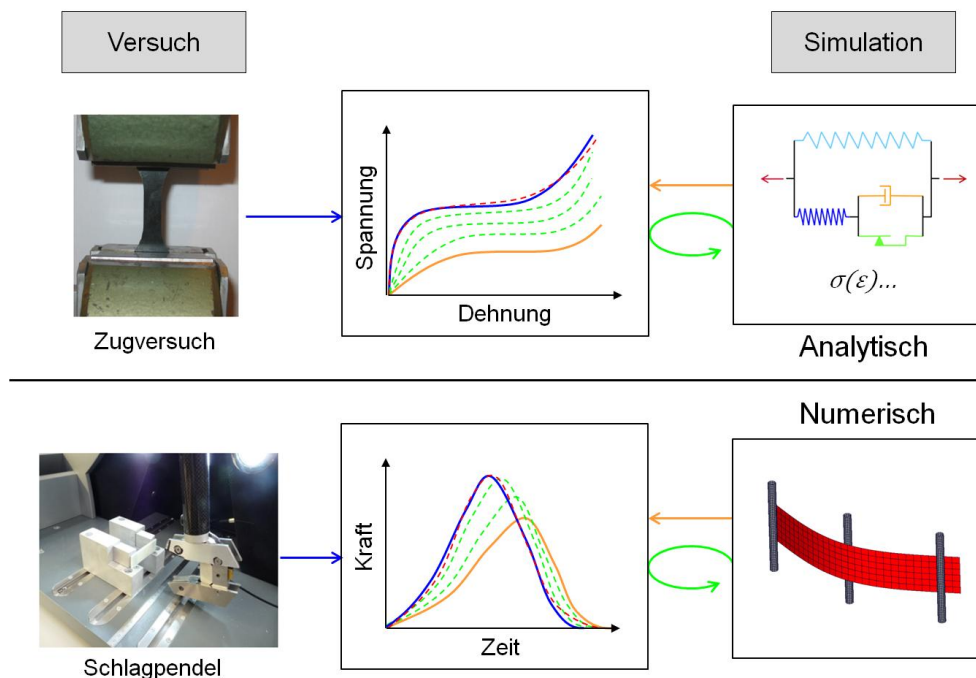 Versuch
Simulation
Spannung
Dehnung
σ(ε)...
Zugversuch
Analytisch
Numerisch
Kraft
Zeit
Schlagpendel